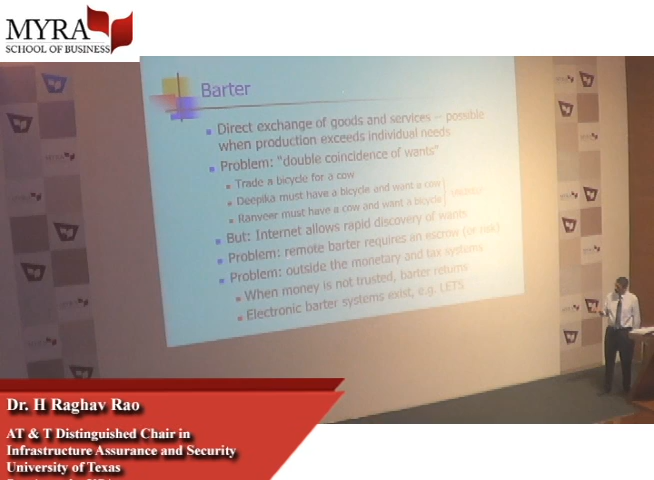 MYRA
SCHOOL OF BUSINESS
Barter
Direct exchange of goods and services – possible
when production exceeds individual needs
Problem: "double coincidence of wants"
Trade a bicycle for a cow
Deepika must have a bicycle and want a cow
Ranveer must have a cow and want a bicycle
But: Internet allows rapid discovery of wants
Problem: remote barter requires an escrow (or risk)
Problem: outside the monetary and tax systems
When money is not trusted, barter returns
Electronic barter systems exist, e.g. LETS
Dr. H Raghav Rao
AT & T Distinguished Chair in
Infrastructure Assurance and Security
University of Texas